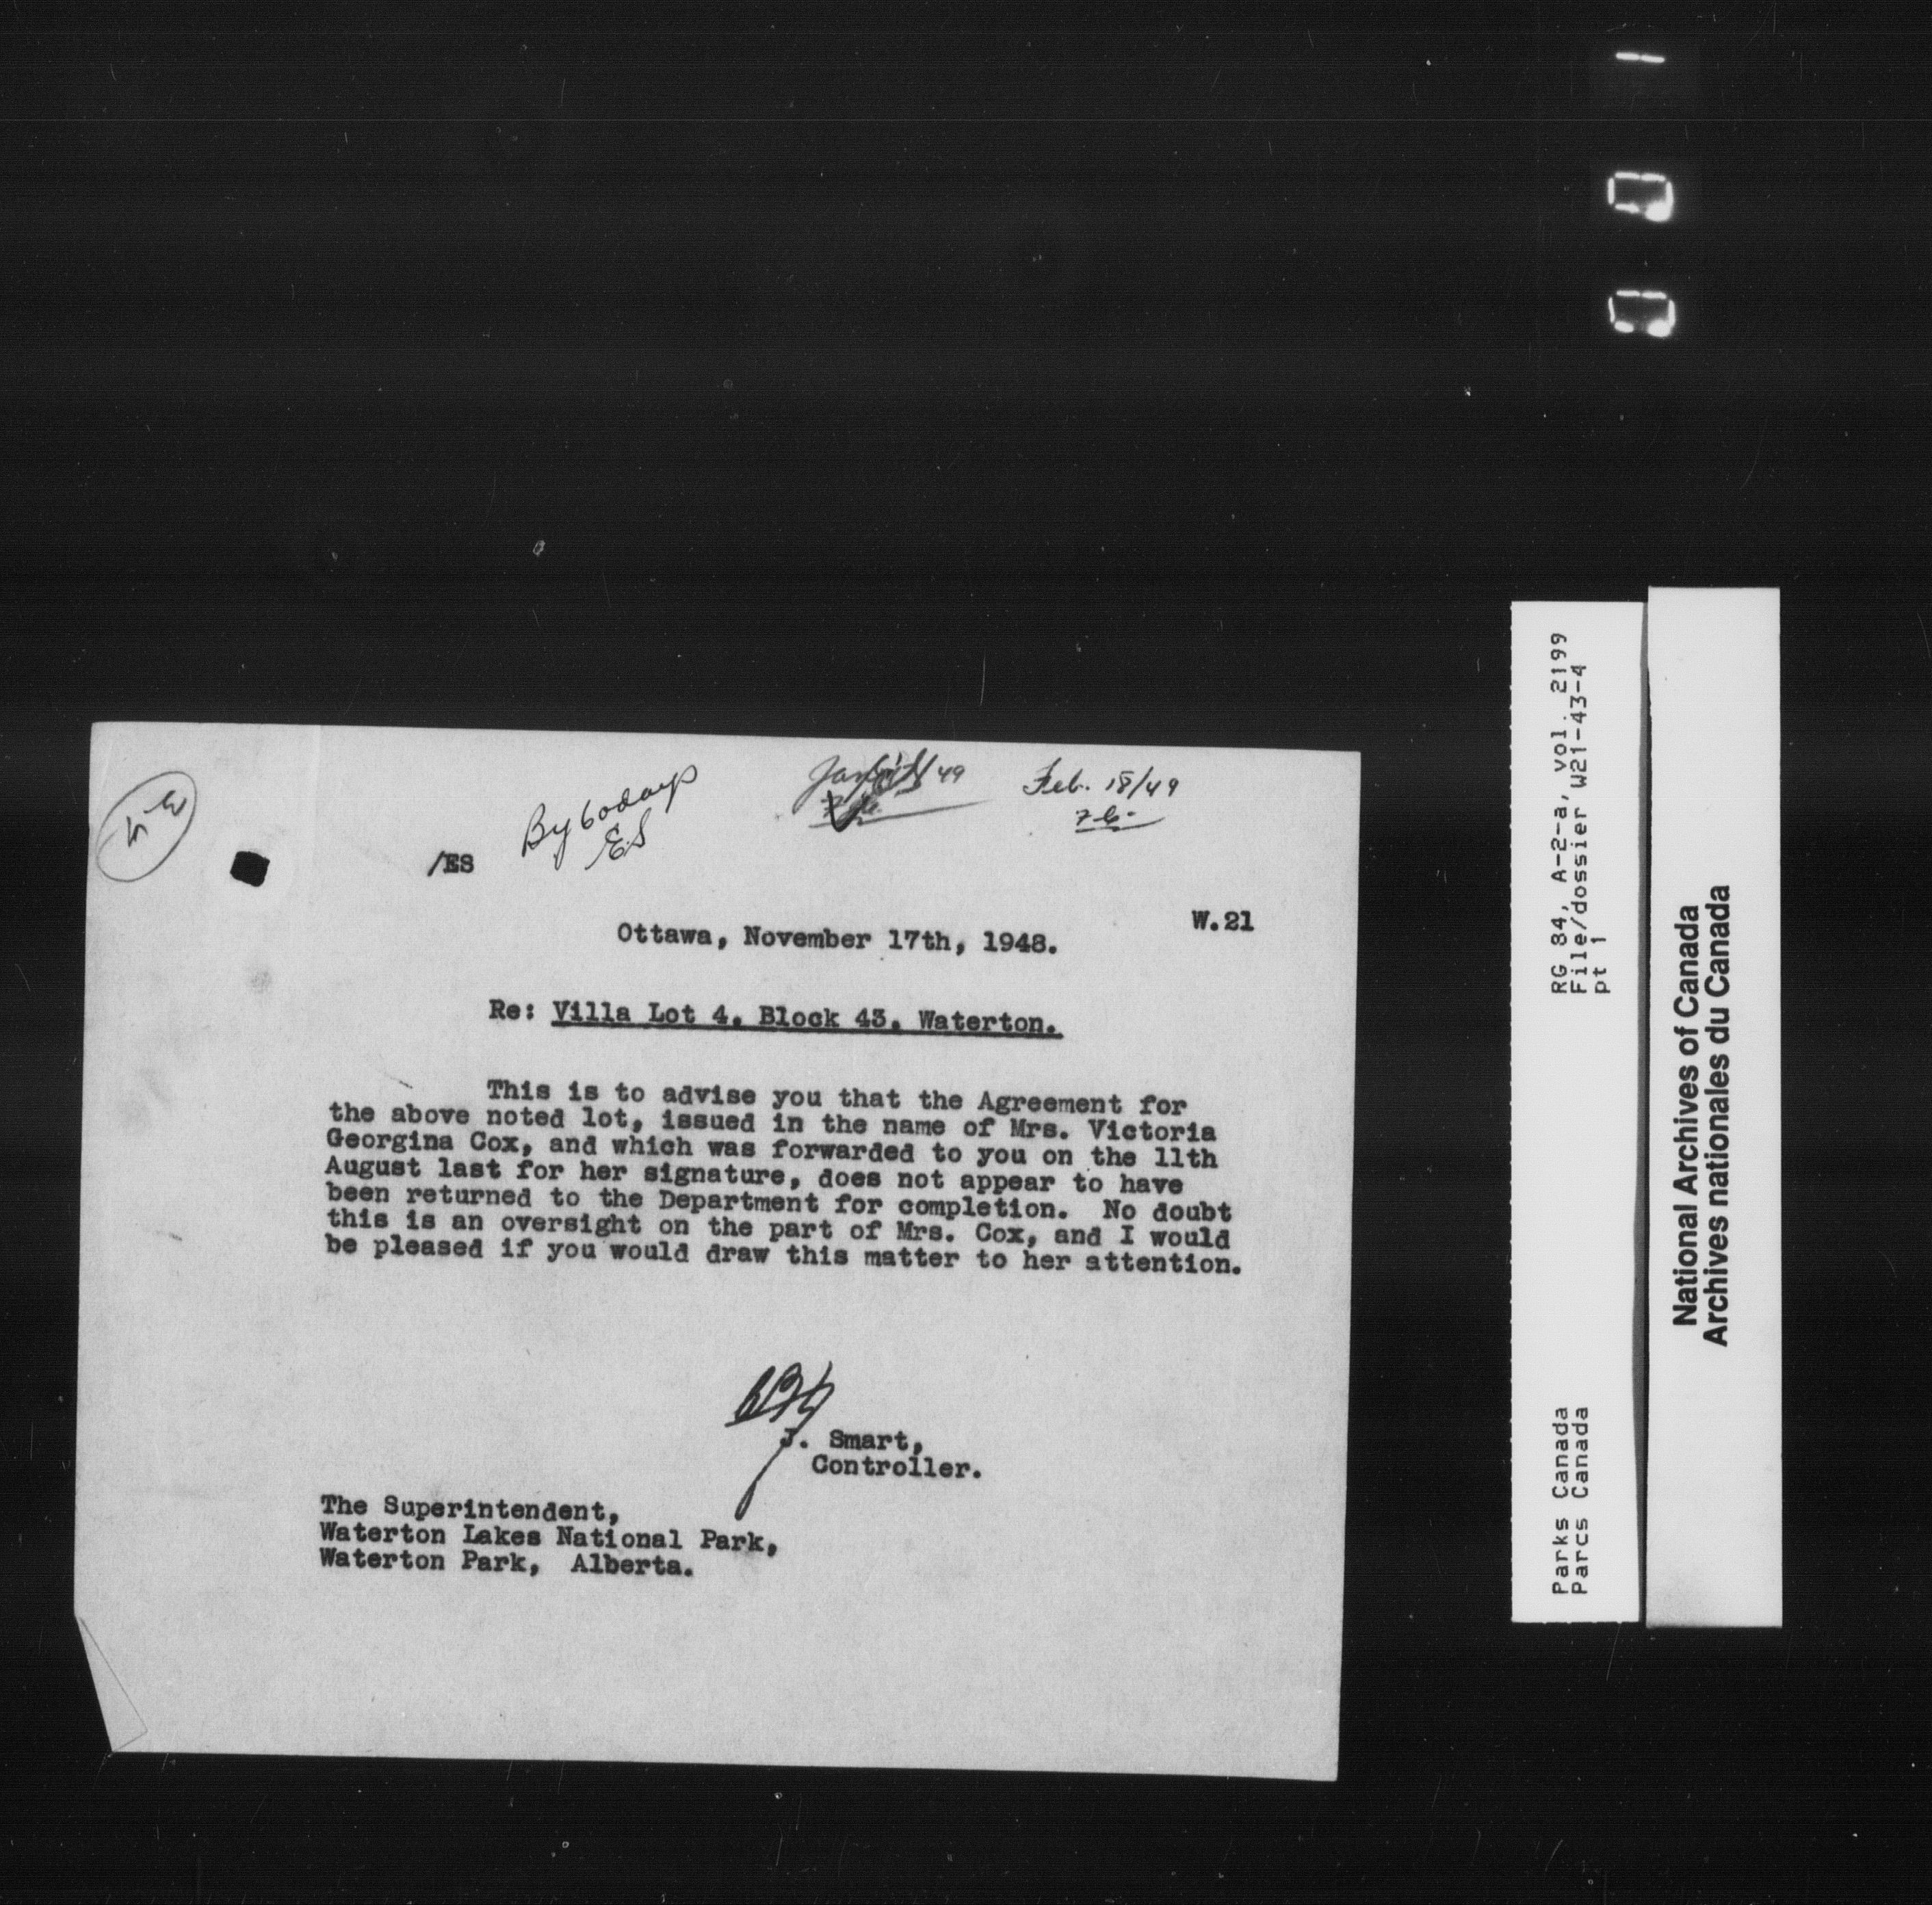 By 60 days
ES
49
Feb. 18/49
/ES
W.21
Ottawa, November 17th, 1948.
Re: Villa Lot 4, Block 43, Waterton.
This is to advise you that the Agreement for
the above noted lot, issued in the name of Mrs. Victoria
Georgina Cox, and which was forwarded to you on the 11th
August last for her signature, does not appear to have
been returned to the Department for completion. No doubt
this is an oversight on the part of Mrs. Cox, and I would
be pleased if you would draw this matter to her attention.
J. Smart,
Controller.
The Superintendent,
Waterton Lakes National Park,
Waterton Park, Alberta.
RG 84, A-2-a, vol. 2199
File/dossier W21-43-4
pt 1
Parks Canada
Parcs Canada
National Archives of Canada
Archives nationales du Canada